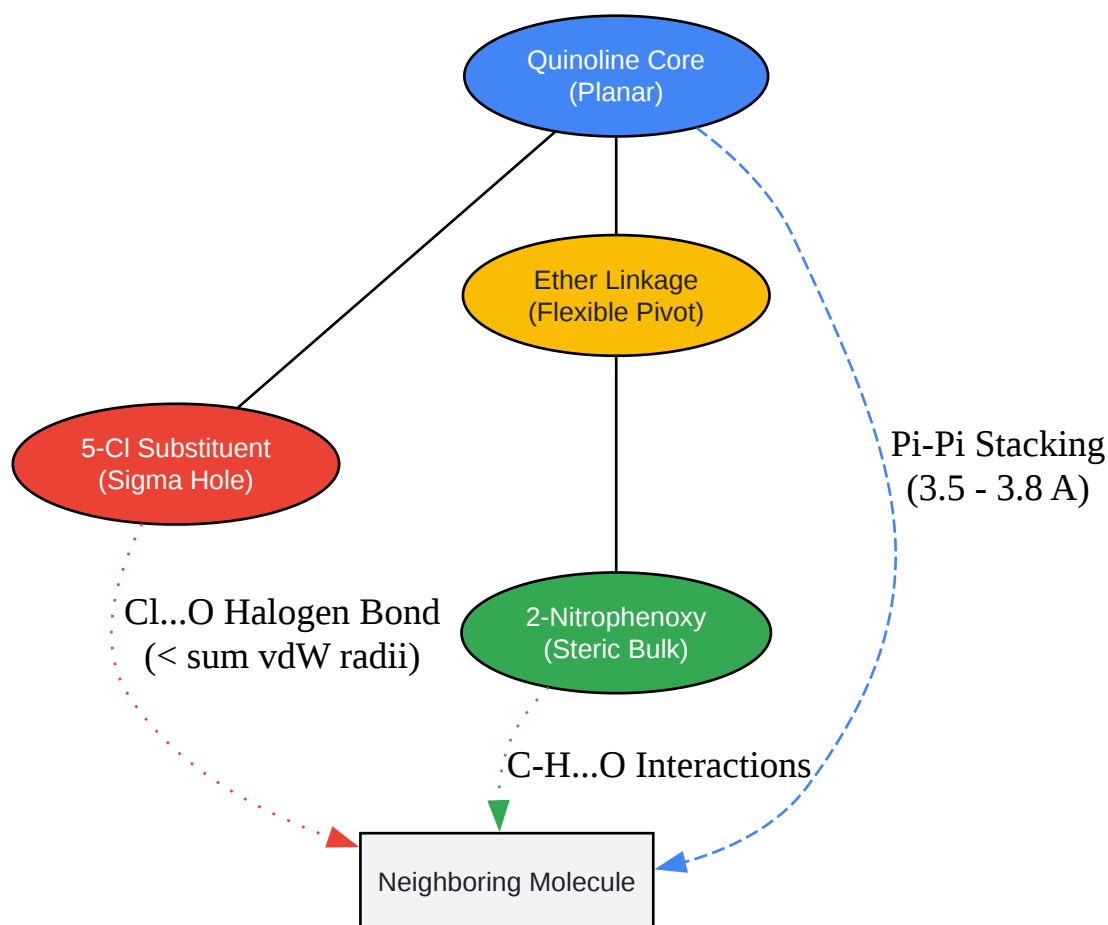 Quinoline Core
(Planar)
Ether Linkage
(Flexible Pivot)
5-Cl Substituent
(Sigma Hole)
Pi-Pi Stacking
(3.5 - 3.8 A)
Cl...O Halogen Bond
(< sum vdW radii)
2-Nitrophenoxy
(Steric Bulk)
C-H...O Interactions
Neighboring Molecule